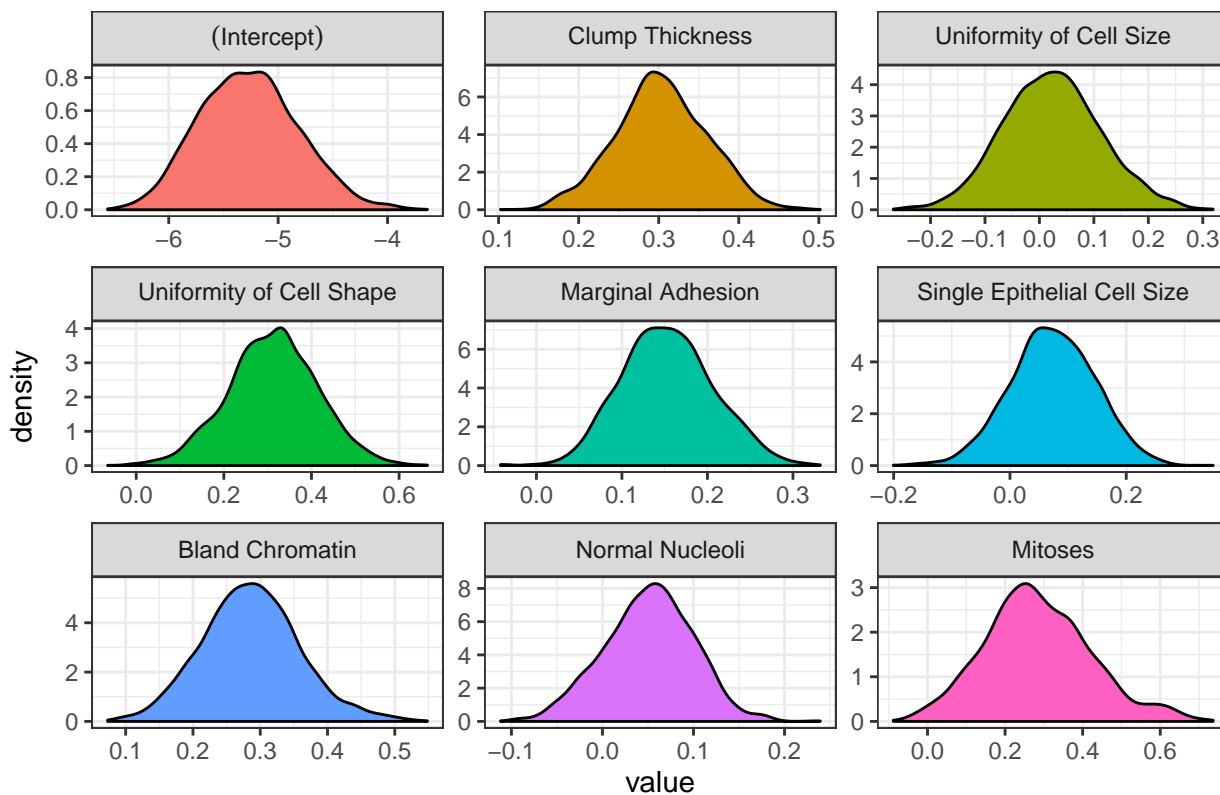 (Intercept)
Clump Thickness
Uniformity of Cell Size
0.8
0.6
0.4
0.2
0.0
6
4
2
0
4
3
2
1
0
−6 −5 −4
0.1 0.2 0.3 0.4 0.5
−0.2 −0.1 0.0 0.1 0.2 0.3
Uniformity of Cell Shape
Marginal Adhesion
Single Epithelial Cell Size
density
4
3
2
1
0
6
4
2
0
4
2
0
0.0 0.2 0.4 0.6
0.0 0.1 0.2 0.3
−0.2 0.0 0.2
Bland Chromatin
Normal Nucleoli
Mitoses
4
2
0
8
6
4
2
0
3
2
1
0
0.1 0.2 0.3 0.4 0.5
−0.1 0.0 0.1 0.2
0.0 0.2 0.4 0.6
value